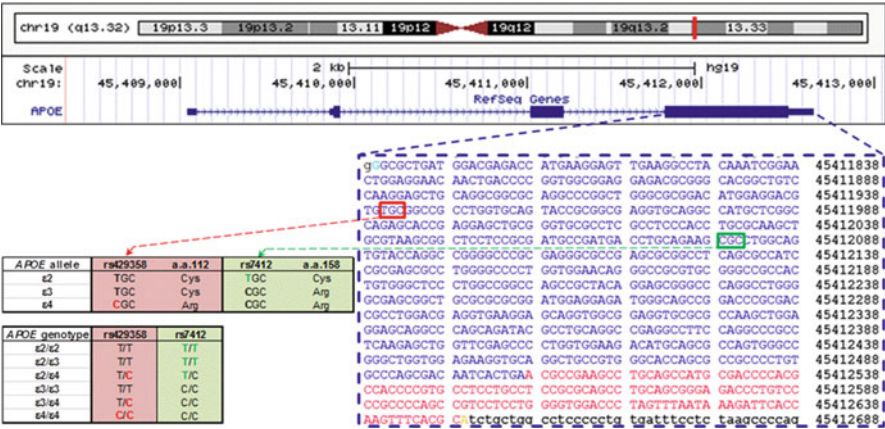 chr19 (q13.32) 19p13.3 19p13.2 13.11 19p12 19q12 19q13.2 13.33
Scale 2 kb hg19
chr19: 45,409,000 45,410,000 45,411,000 45,412,000 45,413,000
RefSeq Genes
APOE
gGGCGCTGAT GGACGAGACC ATGAAGGAGT TGAAGGCCTA CAAATCGGAA 45411838
CTGGAGGAAC AACTGACCCC GGTGGCGGAG GAGACGCGGG CACGGCTGTC 45411888
CAAGGAGCTG CAGGCGGCGC AGGCCCGGCT GGGCGCGGAC ATGGAGGACG 45411938
TGTGCGGCCG CCTGGTGCAG TACCGCGGCG AGGTGCAGGC CATGCTCGGC 45411988
CAGAGCACCG AGGAGCTGCG GGTGCGCCTC GCCTCCCACC TGCGCAAGCT 45412038
GCGTAAGCGG CTCCTCCGCG ATGCCGATGA CCTGCAGAAG CGCCTGGCAG 45412088
TGTACCAGGC CGGGGCCCGC GAGGGCGCCG AGCGCGGCCT CAGCGCCATC 45412138
CGCGAGCGCC TGGGGCCCCT GGTGGAACAG GGCCGCGTGC GGGCCGCCAC 45412188
TGTGGGCTCC CTGGCCGGCC AGCCGCTACA GGAGCGGGCC CAGGCCTGGG 45412238
GCGAGCGGCT GCGCGCGCGG ATGGAGGAGA TGGGCAGCCG GACCCGCGAC 45412288
CGCCTGGACG AGGTGAAGGA GCAGGTGGCG GAGGTGCGCG CCAAGCTGGA 45412338
GGAGCAGGCC CAGCAGATAC GCCTGCAGGC CGAGGCCTTC CAGGCCCGCC 45412388
TCAAGAGCTG GTTCGAGCCC CTGGTGGAAG ACATGCAGCG CCAGTGGGCC 45412438
GGGCTGGTGG AGAAGGTGCA GGCTGCCGTG GGCACCAGCG CCGCCCCTGT 45412488
GCCCAGCGAC AATCACTGAA CGCCGAAGCC TGCAGCCATG CGACCCCACG 45412538
CCACCCCGTG CCTCCTGCCT CCGCGCAGCC TGCAGCGGGA GACCCTGTCC 45412588
CCGCCCCAGC CGTCCTCCTG GGGTGGACCC TAGTTTAATA AAGATTCACC 45412638
AAGTTTCACG CAtctgctgg cctccccctg tgatttcctc taagccccag 45412688
APOE allele rs429358 a.a.112 rs7412 a.a.158
ε2 TGC Cys TGC Cys
ε3 TGC Cys CGC Arg
ε4 CGC Arg CGC Arg
APOE genotype rs429358 rs7412
ε2/ε2 T/T T/T
ε2/ε3 T/T T/C
ε2/ε4 T/C T/C
ε3/ε3 T/T C/C
ε3/ε4 T/C C/C
ε4/ε4 C/C C/C